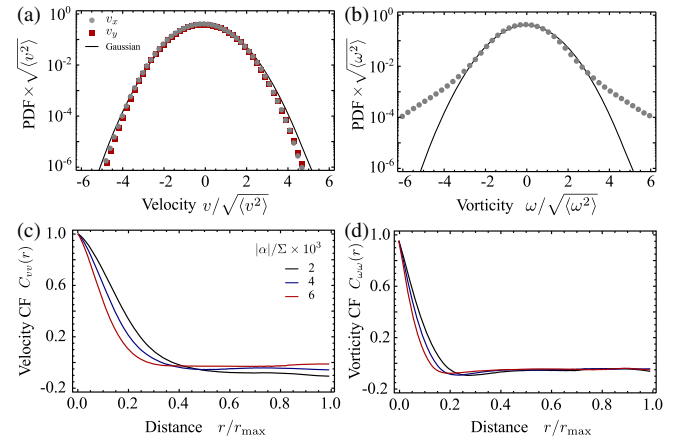 (a)
v_x
v_y
Gaussian
PDF × √⟨v²⟩
10⁰
10⁻²
10⁻⁴
10⁻⁶
-6 -4 -2 0 2 4 6
Velocity v/√⟨v²⟩
(b)
PDF × √⟨ω²⟩
10⁰
10⁻²
10⁻⁴
10⁻⁶
-6 -4 -2 0 2 4 6
Vorticity ω/√⟨ω²⟩
(c)
|α|/Σ × 10³
2
4
6
Velocity CF C_vv(r)
1.0
0.6
0.2
-0.2
0.0 0.2 0.4 0.6 0.8 1.0
Distance r/r_max
(d)
Vorticity CF C_ωω(r)
1.0
0.6
0.2
-0.2
0.0 0.2 0.4 0.6 0.8 1.0
Distance r/r_max